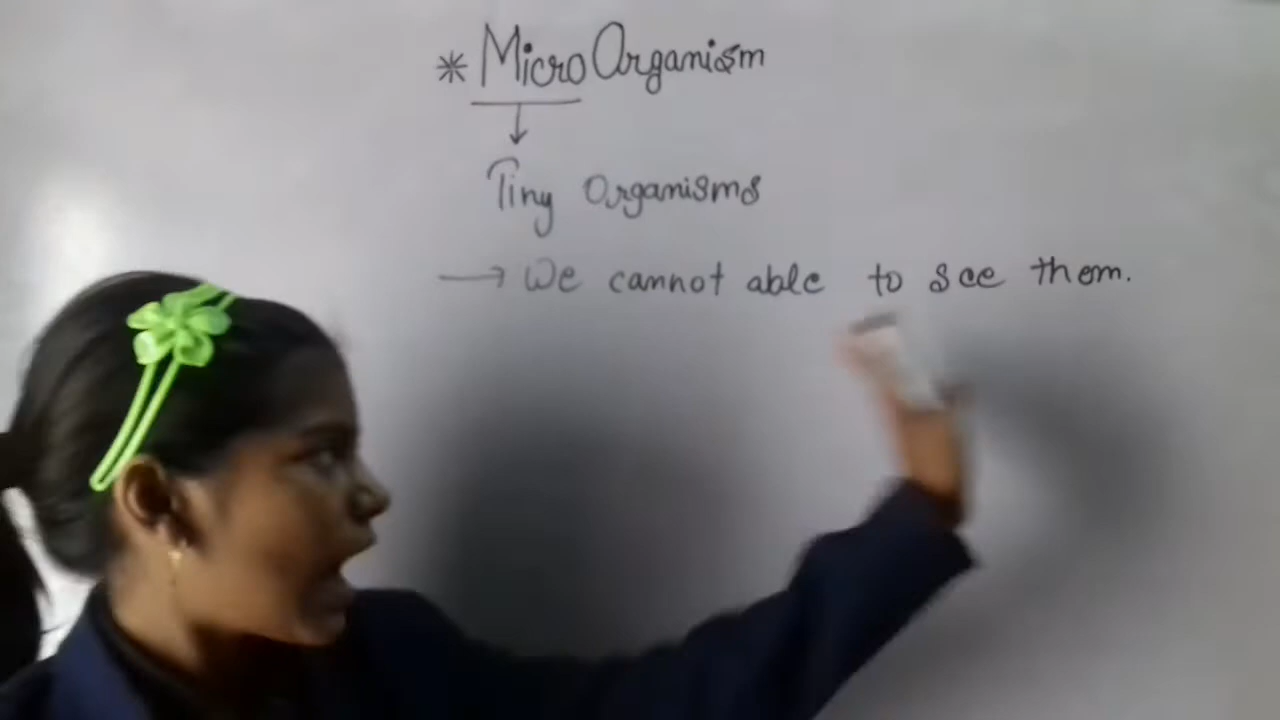 * Micro Organism
↓
Tiny Organisms
→ We cannot able to see them.